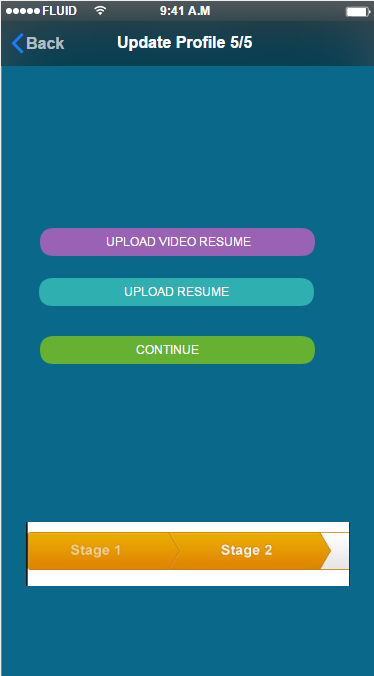 FLUID 9:41 A.M
Back Update Profile 5/5
UPLOAD VIDEO RESUME
UPLOAD RESUME
CONTINUE
Stage 1 Stage 2